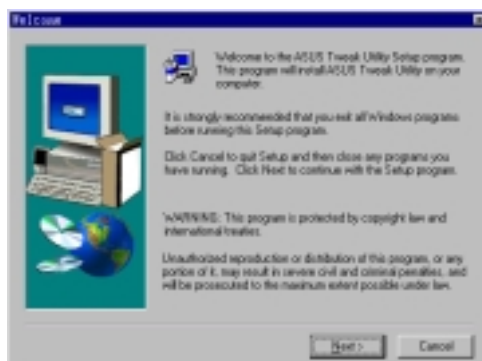 Welcome
Welcome to the ASUS Tweak Utility Setup program.
This program will install ASUS Tweak Utility on your
computer.
It is strongly recommended that you exit all Windows programs
before running this Setup program.
Click Cancel to quit Setup and then close any programs you
have running. Click Next to continue with the Setup program.
WARNING: This program is protected by copyright law and
international treaties.
Unauthorized reproduction or distribution of this program, or any
portion of it, may result in severe civil and criminal penalties, and
will be prosecuted to the maximum extent possible under law.
Next >
Cancel